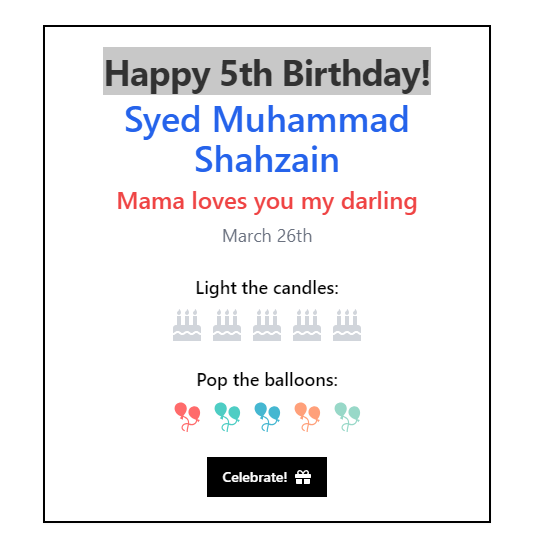 Happy 5th Birthday!
Syed Muhammad
Shahzain
Mama loves you my darling
March 26th
Light the candles:
Pop the balloons:
Celebrate!